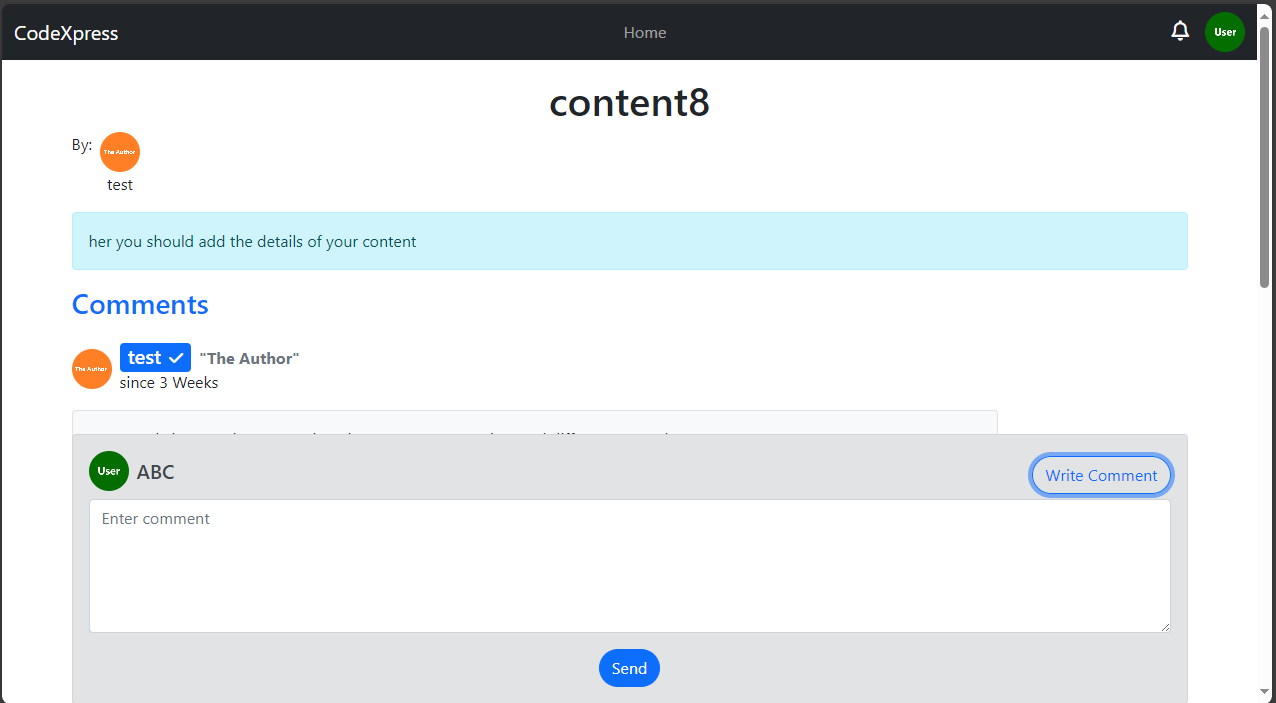 CodeXpress
Home
User
content8
By:
The Author
test
her you should add the details of your content
Comments
The Author
test
"The Author"
since 3 Weeks
User
ABC
Write Comment
Enter comment
Send